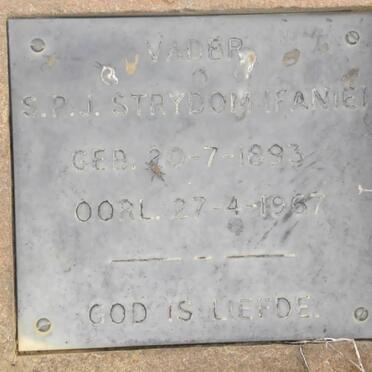 VADER
S.P.J. STRYDOM (FANIE)
GEB. 20-7-1893
OORL. 27-4-1967
GOD IS LIEFDE.